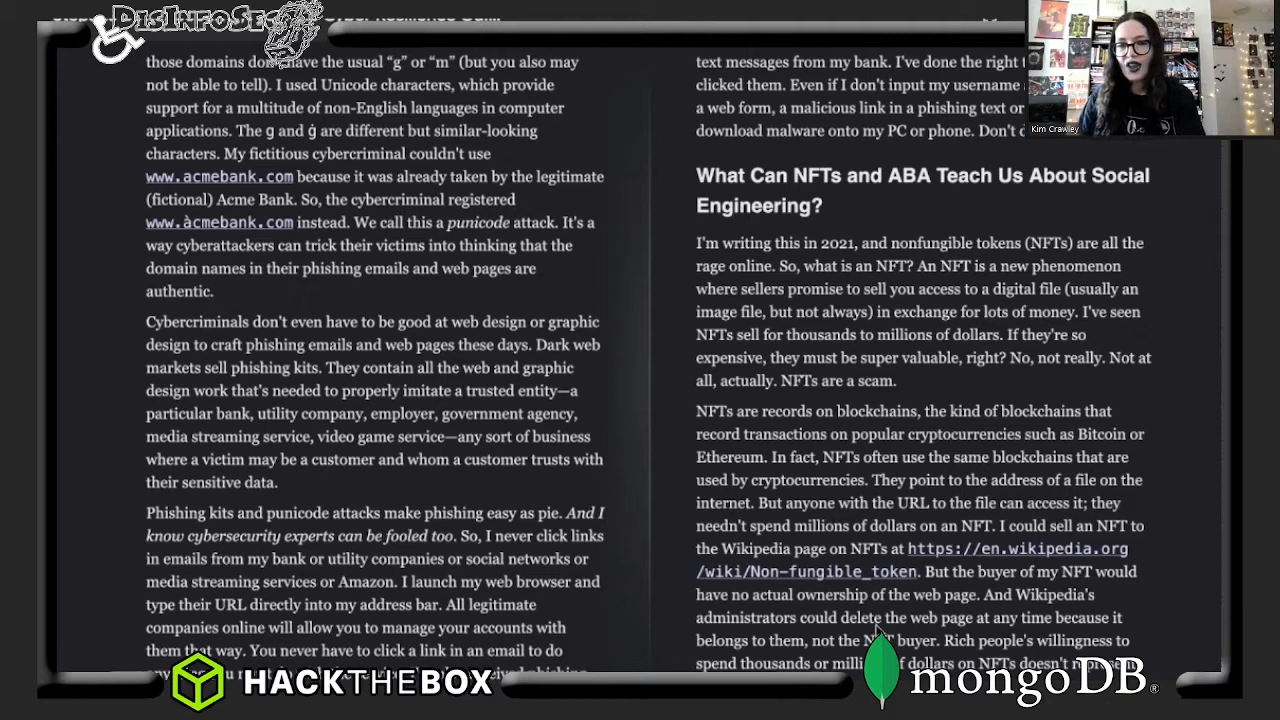 DisInfoSec
those domains don't have the usual “g” or “m” (but you also may
not be able to tell). I used Unicode characters, which provide
support for a multitude of non-English languages in computer
applications. The g and ġ are different but similar-looking
characters. My fictitious cybercriminal couldn't use
www.acmebank.com because it was already taken by the legitimate
(fictional) Acme Bank. So, the cybercriminal registered
www.àcmebank.com instead. We call this a punicode attack. It's a
way cyberattackers can trick their victims into thinking that the
domain names in their phishing emails and web pages are
authentic.
Cybercriminals don't even have to be good at web design or graphic
design to craft phishing emails and web pages these days. Dark web
markets sell phishing kits. They contain all the web and graphic
design work that's needed to properly imitate a trusted entity—a
particular bank, utility company, employer, government agency,
media streaming service, video game service—any sort of business
where a victim may be a customer and whom a customer trusts with
their sensitive data.
Phishing kits and punicode attacks make phishing easy as pie. And I
know cybersecurity experts can be fooled too. So, I never click links
in emails from my bank or utility companies or social networks or
media streaming services or Amazon. I launch my web browser and
type their URL directly into my address bar. All legitimate
companies online will allow you to manage your accounts with
them that way. You never have to click a link in an email to do
text messages from my bank. I've done the right
clicked them. Even if I don't input my username
a web form, a malicious link in a phishing text or
download malware onto my PC or phone. Don't
What Can NFTs and ABA Teach Us About Social
Engineering?
I'm writing this in 2021, and nonfungible tokens (NFTs) are all the
rage online. So, what is an NFT? An NFT is a new phenomenon
where sellers promise to sell you access to a digital file (usually an
image file, but not always) in exchange for lots of money. I've seen
NFTs sell for thousands to millions of dollars. If they're so
expensive, they must be super valuable, right? No, not really. Not at
all, actually. NFTs are a scam.
NFTs are records on blockchains, the kind of blockchains that
record transactions on popular cryptocurrencies such as Bitcoin or
Ethereum. In fact, NFTs often use the same blockchains that are
used by cryptocurrencies. They point to the address of a file on the
internet. But anyone with the URL to the file can access it; they
needn't spend millions of dollars on an NFT. I could sell an NFT to
the Wikipedia page on NFTs at https://en.wikipedia.org
/wiki/Non-fungible_token. But the buyer of my NFT would
have no actual ownership of the web page. And Wikipedia's
administrators could delete the web page at any time because it
belongs to them, not the NFT buyer. Rich people's willingness to
spend thousands or of dollars on NFTs doesn't represent
Kim Crawley
HACKTHEBOX
mongoDB®